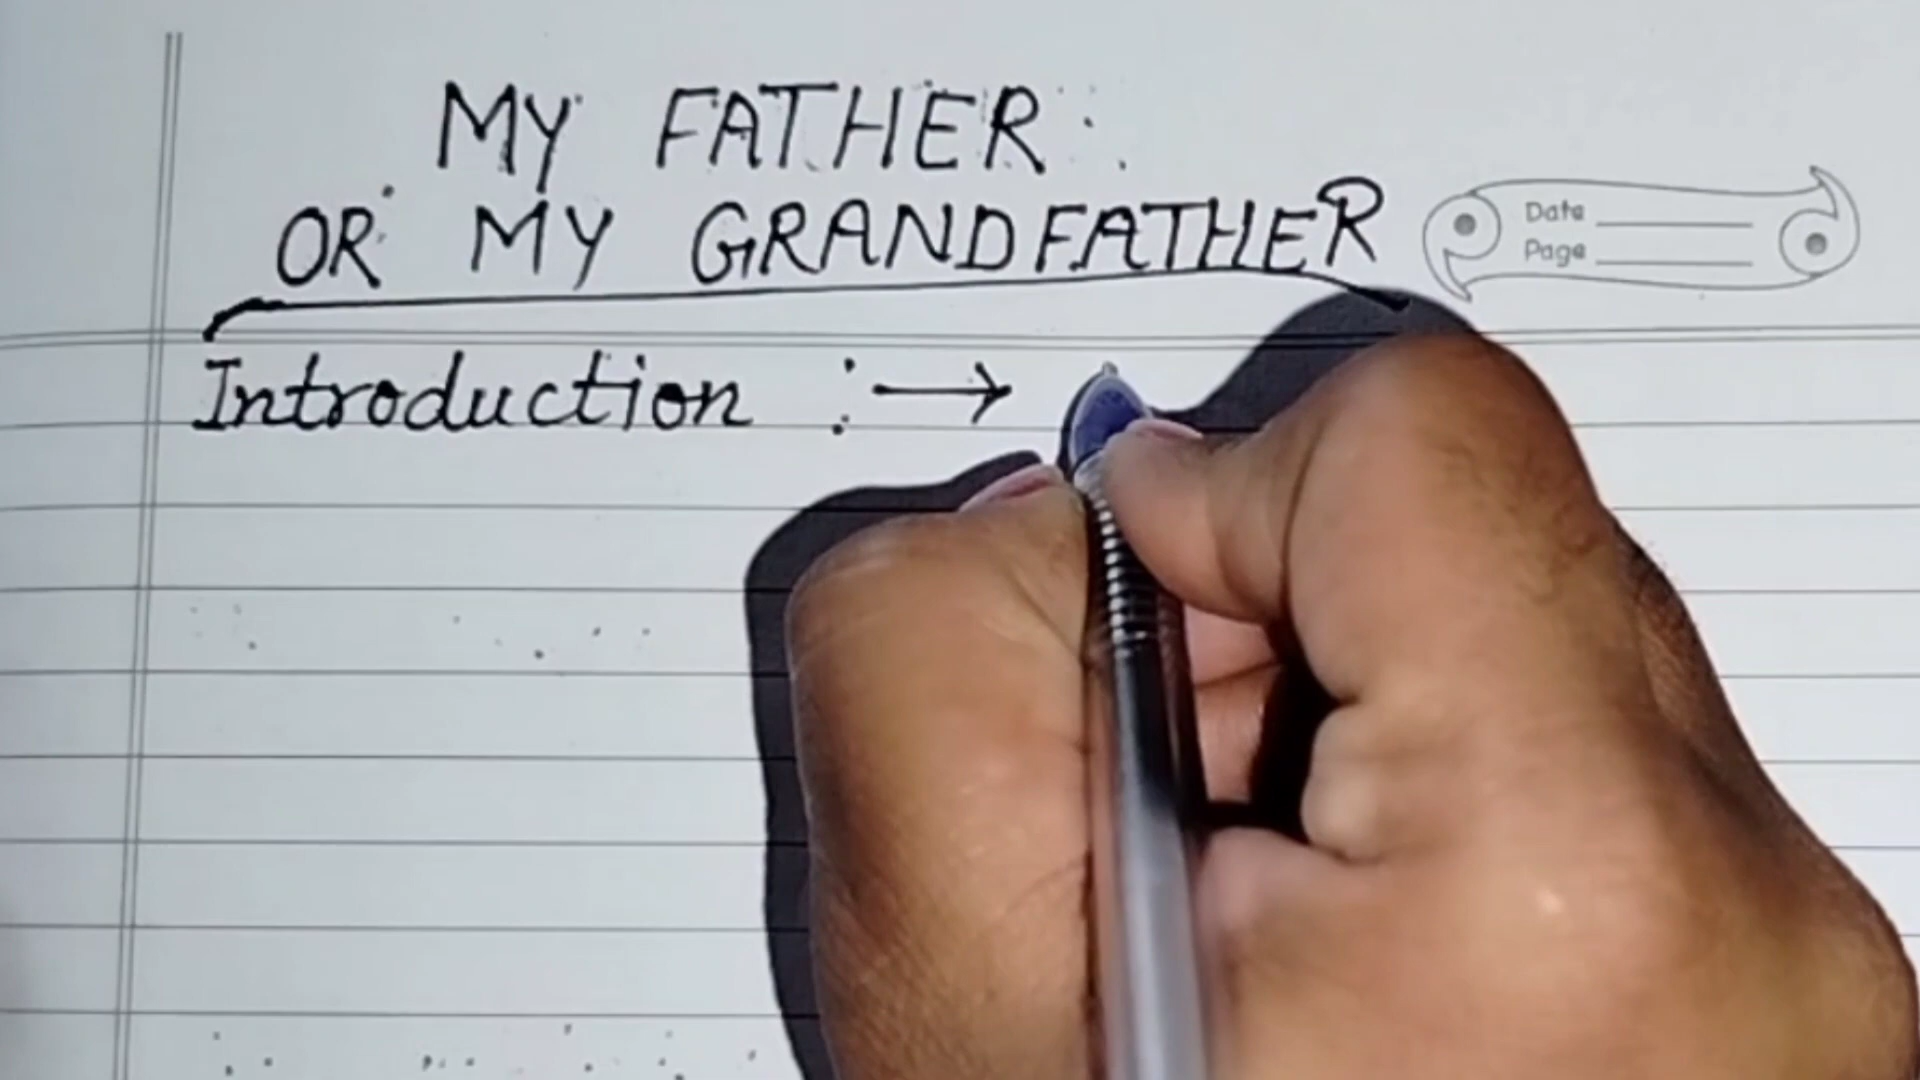 MY FATHER
OR MY GRANDFATHER
Date
Page
Introduction :→